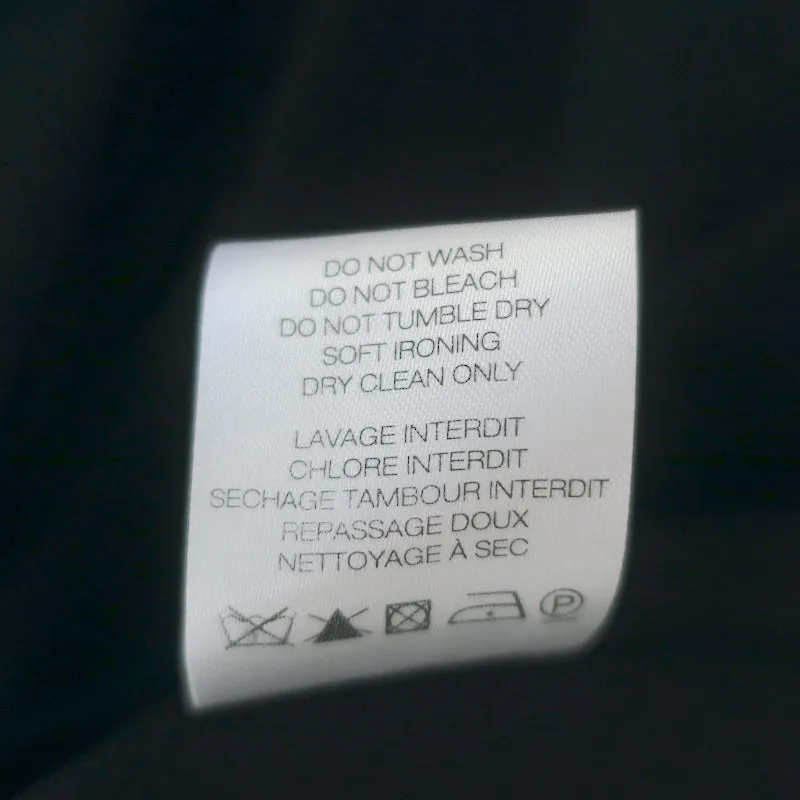 DO NOT WASH
DO NOT BLEACH
DO NOT TUMBLE DRY
SOFT IRONING
DRY CLEAN ONLY
LAVAGE INTERDIT
CHLORE INTERDIT
SECHAGE TAMBOUR INTERDIT
REPASSAGE DOUX
NETTOYAGE À SEC
P